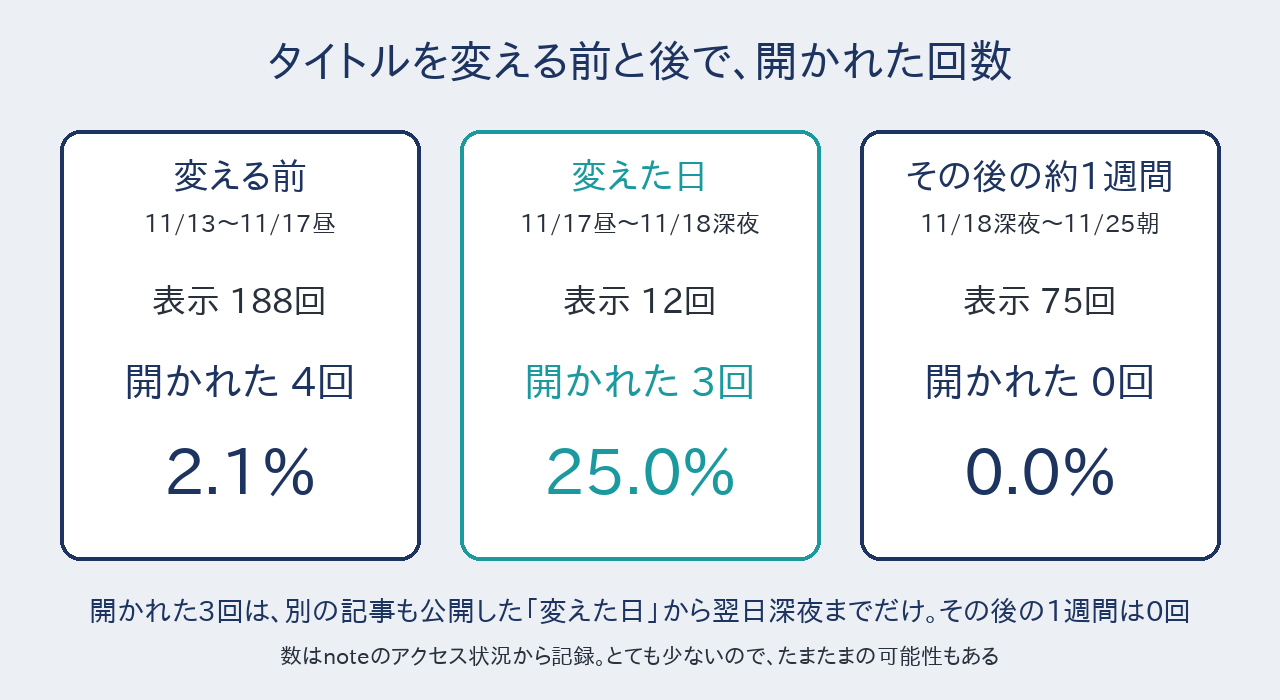 タイトルを変える前と後で、開かれた回数
変える前
11/13〜11/17昼
表示 188回
開かれた 4回
2.1%
変えた日
11/17昼〜11/18深夜
表示 12回
開かれた 3回
25.0%
その後の約1週間
11/18深夜〜11/25朝
表示 75回
開かれた 0回
0.0%
開かれた3回は、別の記事も公開した「変えた日」から翌日深夜までだけ。その後の1週間は0回
数はnoteのアクセス状況から記録。とても少ないので、たまたまの可能性もある